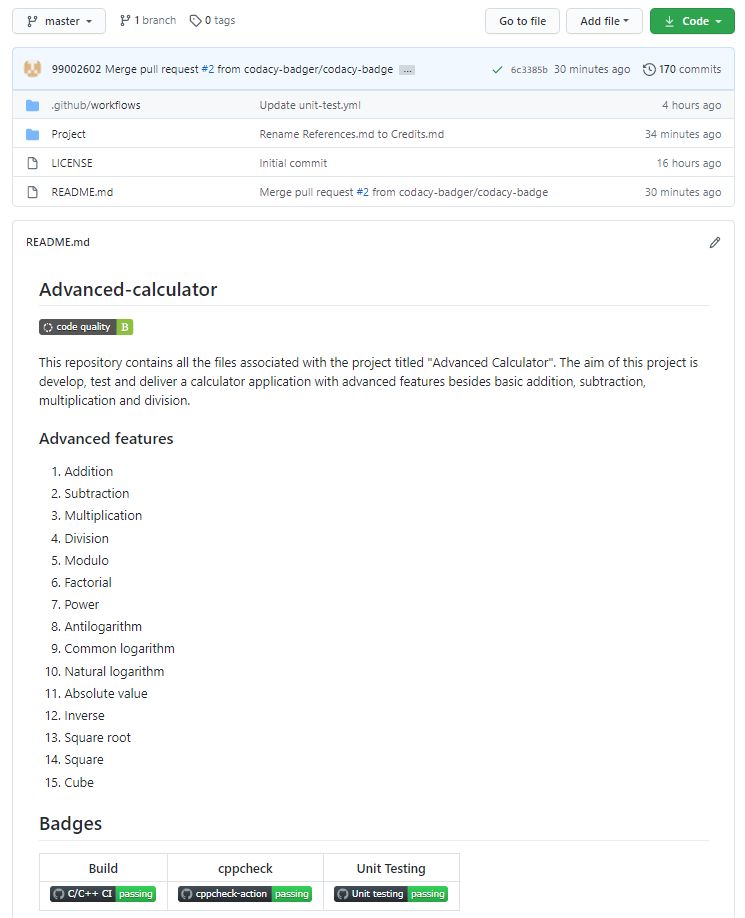 master 1 branch 0 tags Go to file Add file Code
99002602 Merge pull request #2 from codacy-badger/codacy-badge ... 6c3385b 30 minutes ago 170 commits
.github/workflows Update unit-test.yml 4 hours ago
Project Rename References.md to Credits.md 34 minutes ago
LICENSE Initial commit 16 hours ago
README.md Merge pull request #2 from codacy-badger/codacy-badge 30 minutes ago
README.md
Advanced-calculator
code quality B
This repository contains all the files associated with the project titled "Advanced Calculator". The aim of this project is
develop, test and deliver a calculator application with advanced features besides basic addition, subtraction,
multiplication and division.
Advanced features
1. Addition
2. Subtraction
3. Multiplication
4. Division
5. Modulo
6. Factorial
7. Power
8. Antilogarithm
9. Common logarithm
10. Natural logarithm
11. Absolute value
12. Inverse
13. Square root
14. Square
15. Cube
Badges
Build cppcheck Unit Testing
C/C++ CI passing cppcheck-action passing Unit testing passing